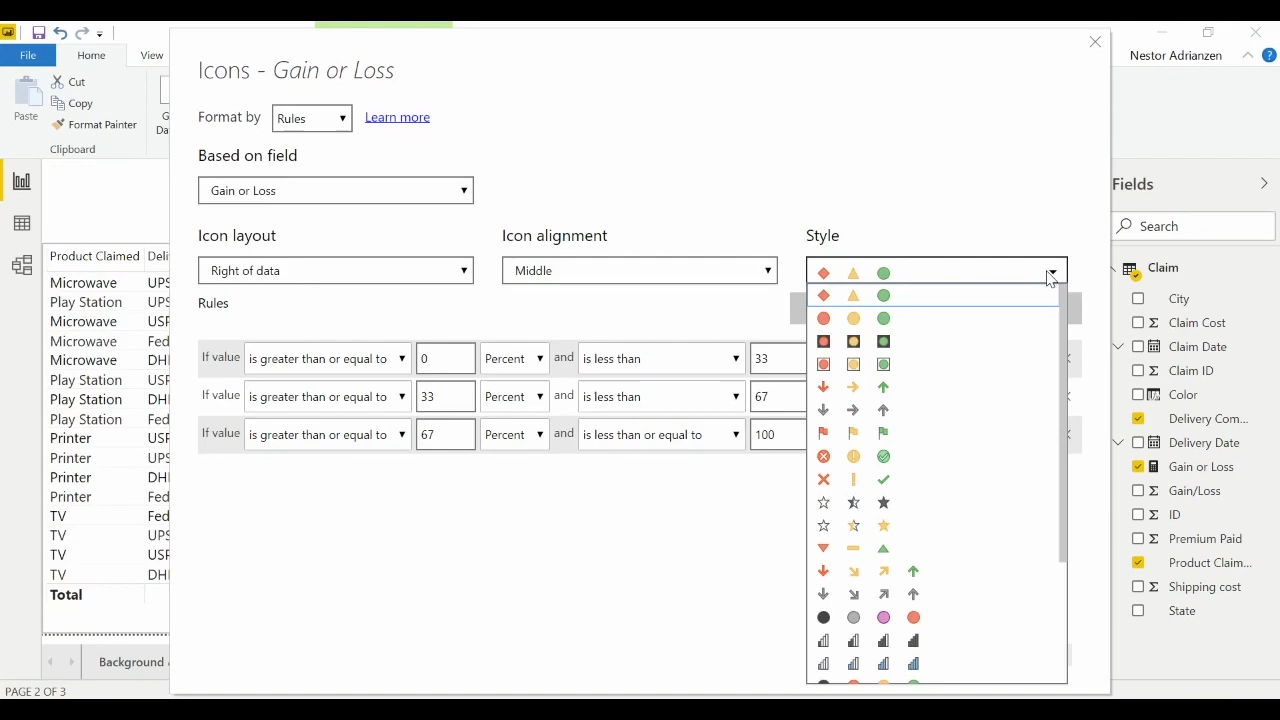 File
Home
View
Nestor Adrianzen
Paste
Cut
Copy
Format Painter
Clipboard
Icons - Gain or Loss
Format by
Rules
Learn more
Based on field
Gain or Loss
Icon layout
Icon alignment
Style
Right of data
Middle
Rules
If value is greater than or equal to 0 Percent and is less than 33
If value is greater than or equal to 33 Percent and is less than 67
If value is greater than or equal to 67 Percent and is less than or equal to 100
Product Claimed
Microwave
Play Station
Microwave
Microwave
Microwave
Play Station
Play Station
Play Station
Printer
Printer
Printer
Printer
TV
TV
TV
TV
Total
Background
PAGE 2 OF 3
Fields
Search
Claim
City
Claim Cost
Claim Date
Claim ID
Color
Delivery Com...
Delivery Date
Gain or Loss
Gain/Loss
ID
Premium Paid
Product Claim...
Shipping cost
State